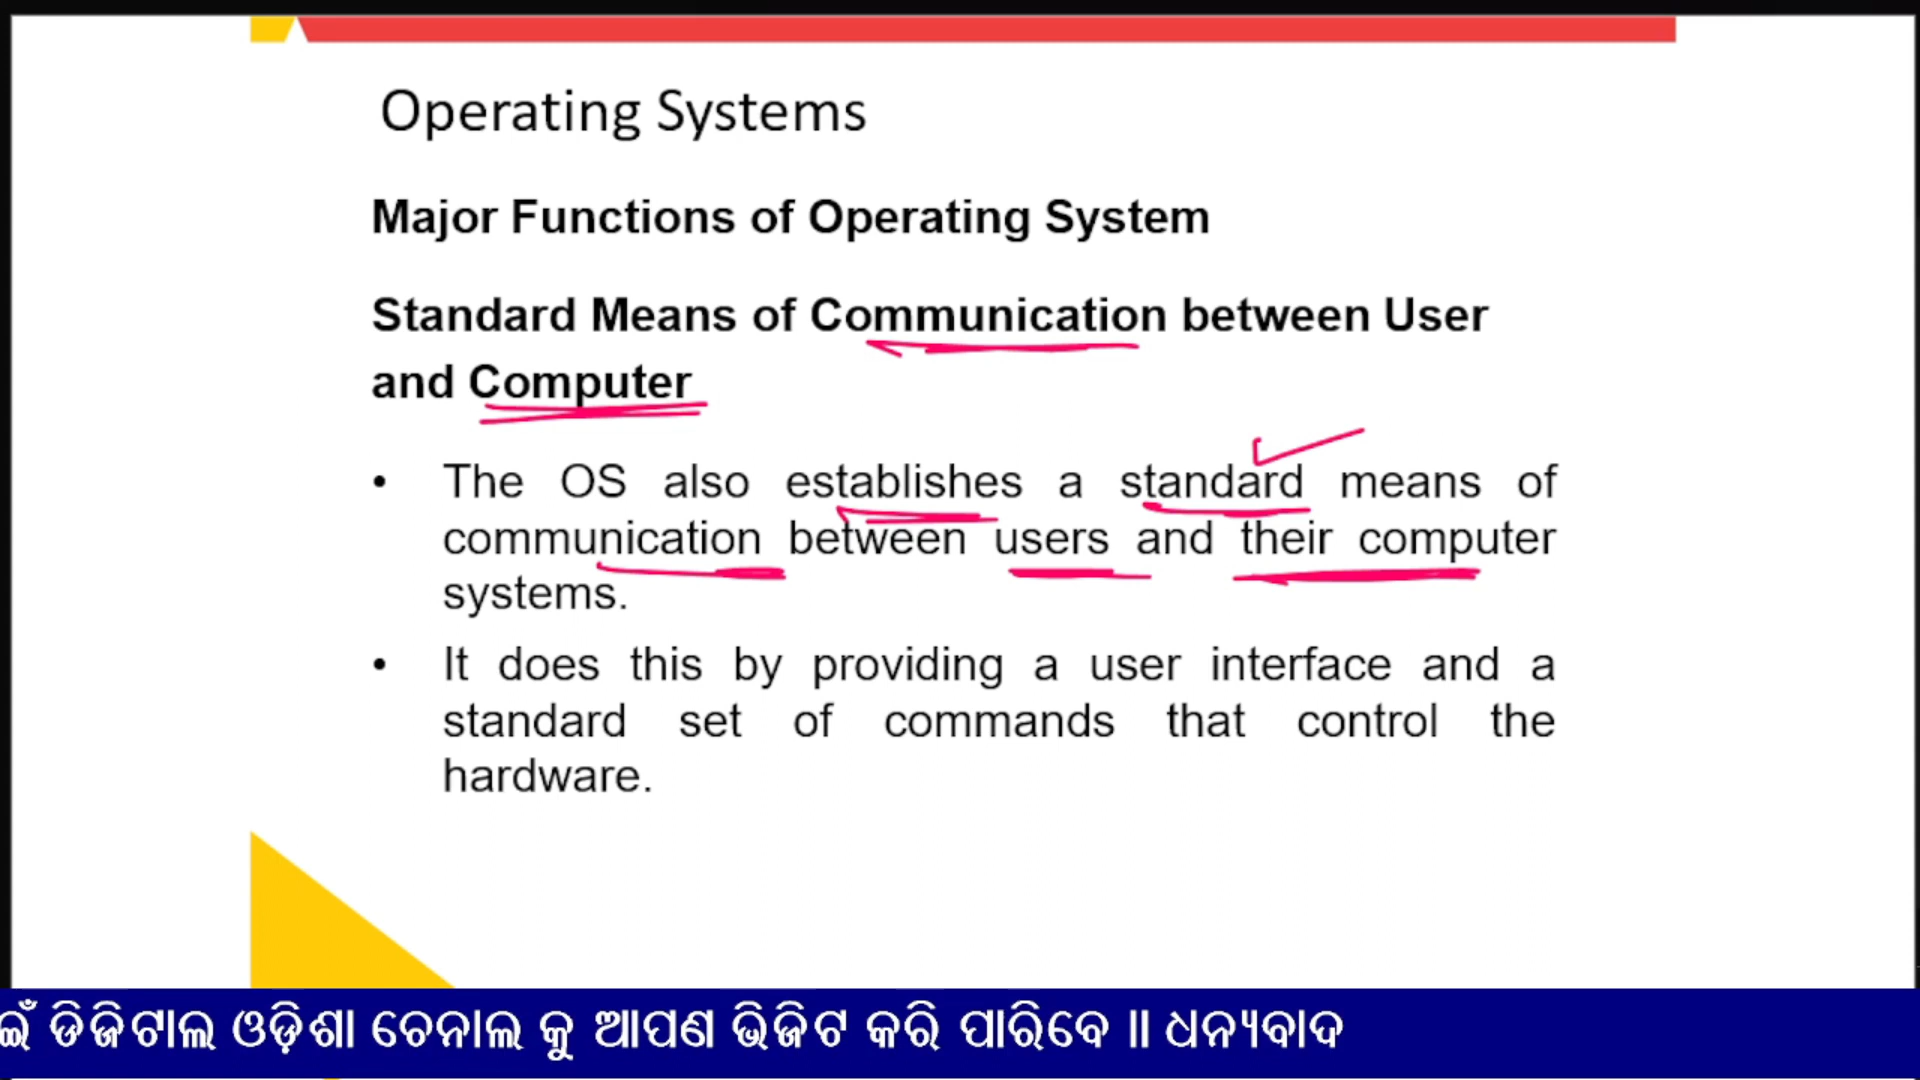 Operating Systems
Major Functions of Operating System
Standard Means of Communication between User
and Computer
• The OS also establishes a standard means of
communication between users and their computer
systems.
• It does this by providing a user interface and a
standard set of commands that control the
hardware.
ଇଁ ଡିଜିଟାଲ ଓଡ଼ିଶା ଚେନାଲ କୁ ଆପଣ ଭିଜିଟ କରି ପାରିବେ ॥ ଧନ୍ୟବାଦ